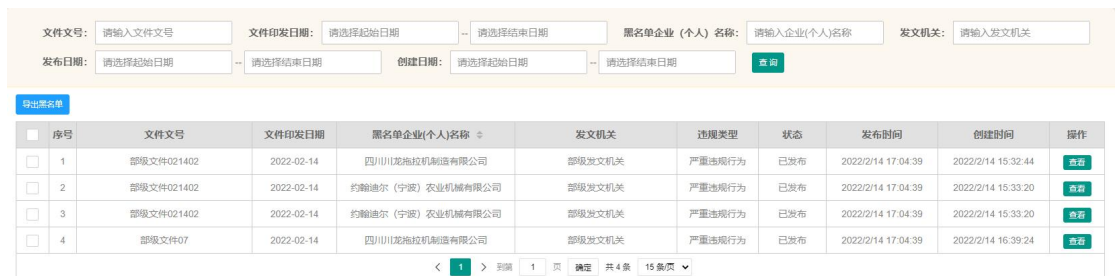 文件文号： 请输入文件文号 文件印发日期： 请选择起始日期 -- 请选择结束日期 黑名单企业（个人）名称： 请输入企业(个人)名称 发文机关： 请输入发文机关
发布日期： 请选择起始日期 -- 请选择结束日期 创建日期： 请选择起始日期 -- 请选择结束日期 查询
导出黑名单
序号 文件文号 文件印发日期 黑名单企业(个人)名称 发文机关 违规类型 状态 发布时间 创建时间 操作
1 部级文件021402 2022-02-14 四川川龙拖拉机制造有限公司 部级发文机关 严重违规行为 已发布 2022/2/14 17:04:39 2022/2/14 15:32:44 查看
2 部级文件021402 2022-02-14 约翰迪尔（宁波）农业机械有限公司 部级发文机关 严重违规行为 已发布 2022/2/14 17:04:39 2022/2/14 15:33:20 查看
3 部级文件021402 2022-02-14 约翰迪尔（宁波）农业机械有限公司 部级发文机关 严重违规行为 已发布 2022/2/14 17:04:39 2022/2/14 15:33:20 查看
4 部级文件07 2022-02-14 四川川龙拖拉机制造有限公司 部级发文机关 严重违规行为 已发布 2022/2/14 17:04:39 2022/2/14 16:39:24 查看
< 1 > 到第 1 页 确定 共 4 条 15 条/页